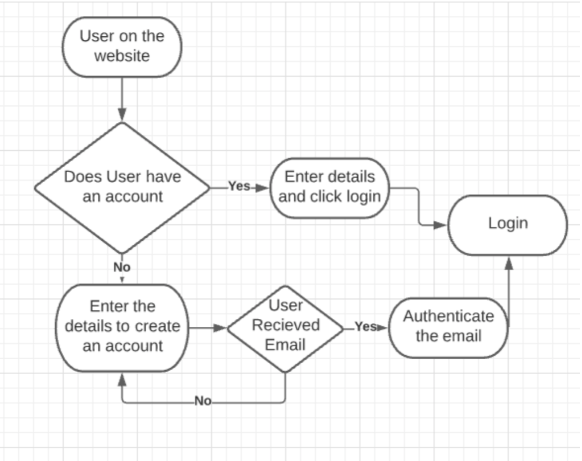 User on the
website
Does User have
an account
Yes
Enter details
and click login
Login
No
Enter the
details to create
an account
User
Recieved
Email
Yes
Authenticate
the email
No